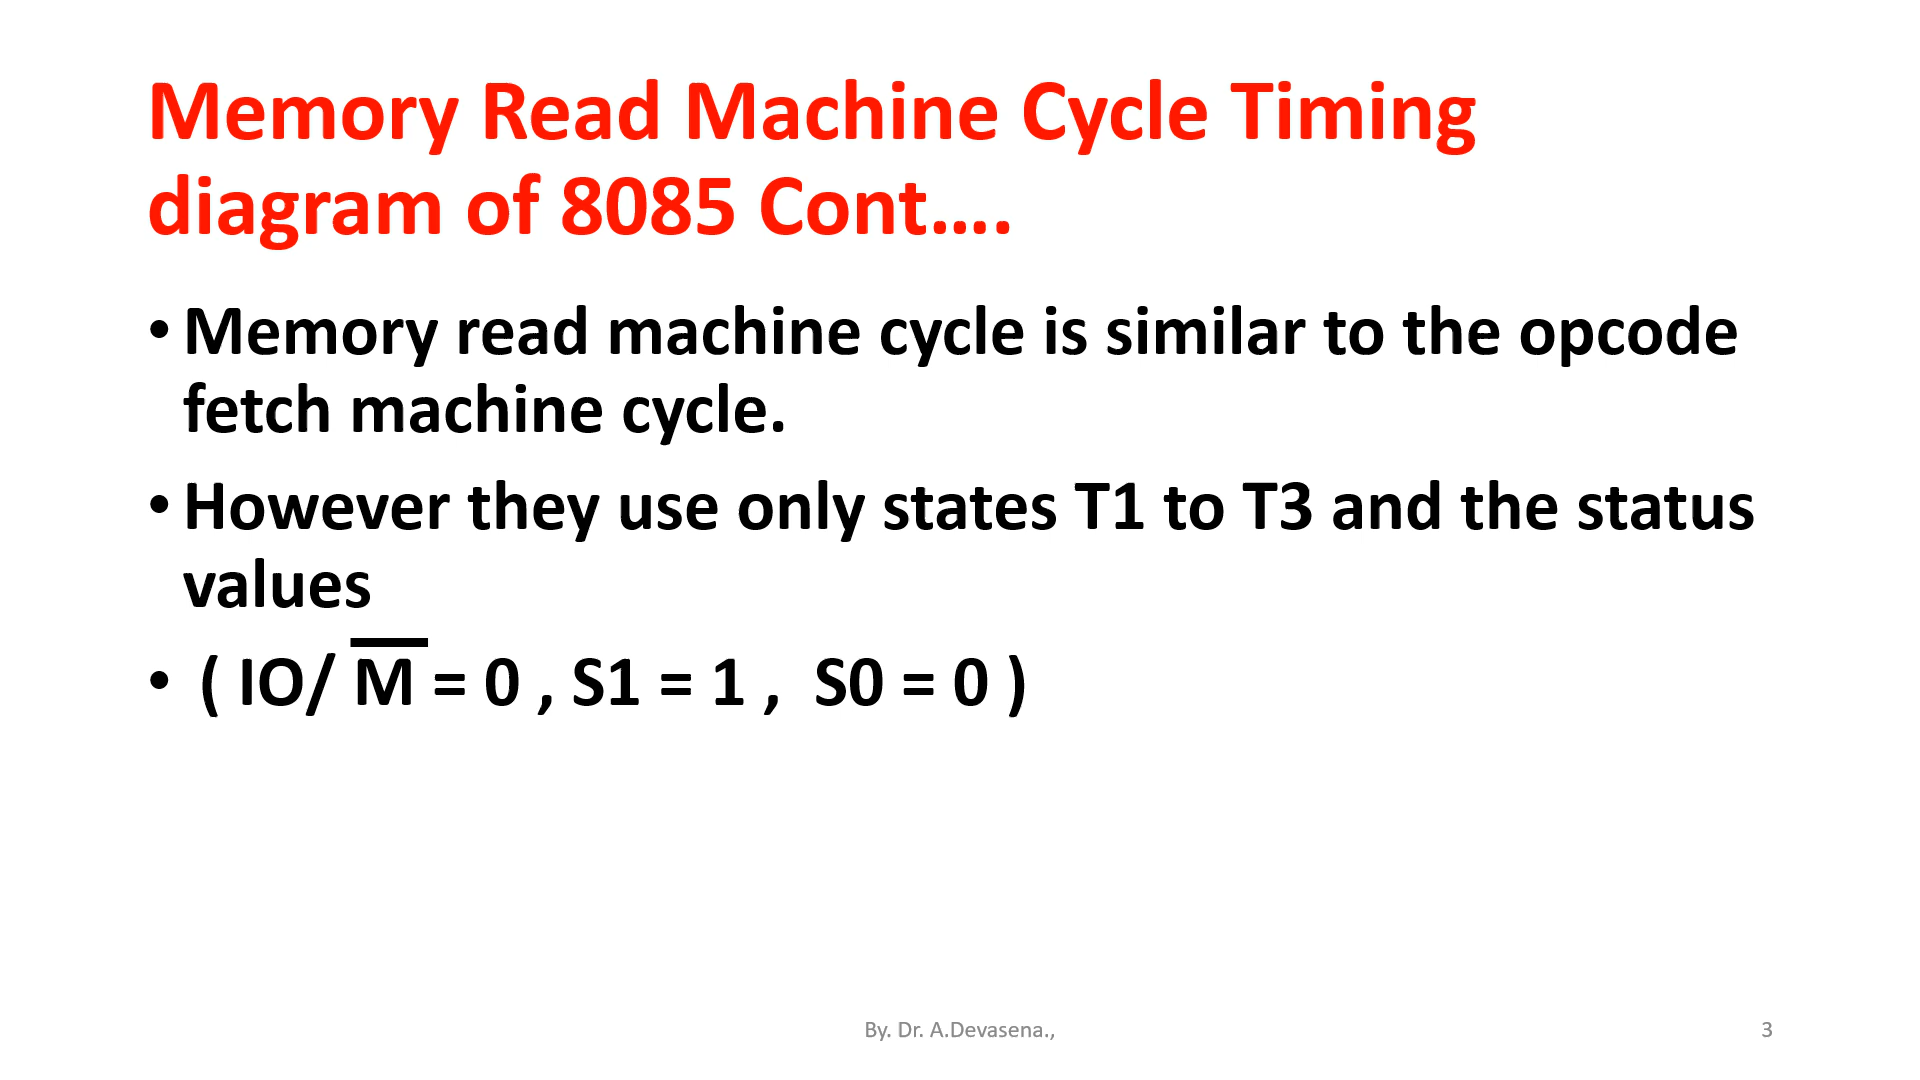 Memory Read Machine Cycle Timing
diagram of 8085 Cont....
• Memory read machine cycle is similar to the opcode
fetch machine cycle.
• However they use only states T1 to T3 and the status
values
• ( IO/ M̅ = 0 , S1 = 1 , S0 = 0 )
By. Dr. A.Devasena.,
3